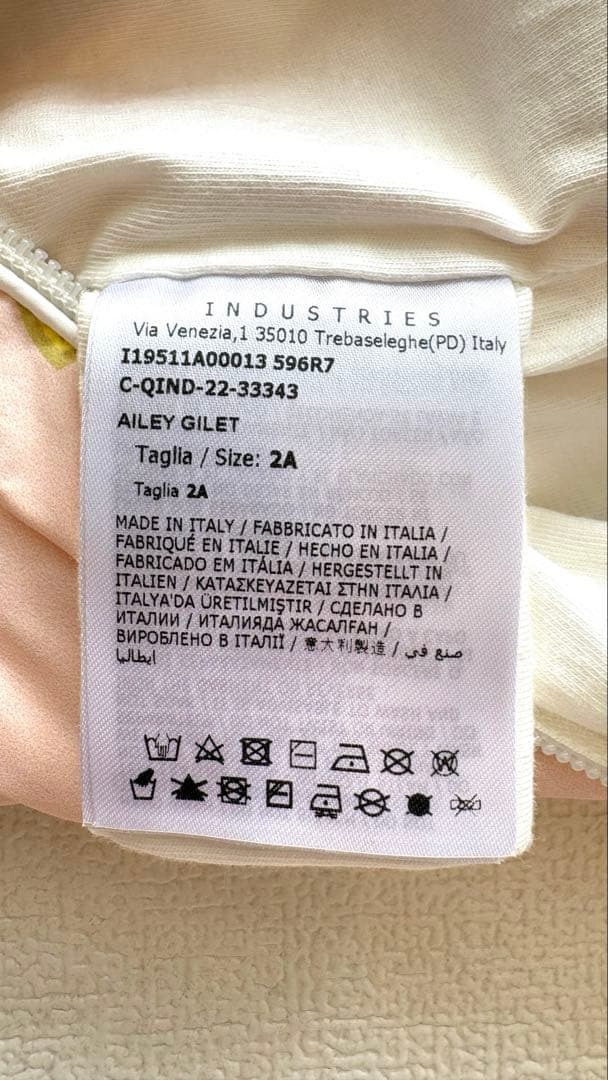 INDUSTRIES
Via Venezia,1 35010 Trebaseleghe(PD) Italy
I19511A00013 596R7
C-QIND-22-33343
AILEY GILET
Taglia / Size: 2A
Taglia 2A
MADE IN ITALY / FABBRICATO IN ITALIA /
FABRIQUÉ EN ITALIE / HECHO EN ITALIA /
FABRICADO EM ITÁLIA / HERGESTELLT IN
ITALIEN / ΚΑΤΑΣΚΕΥΑΖΕΤΑΙ ΣΤΗΝ ΙΤΑΛΙΑ /
ITALYA'DA ÜRETILMIŞTIR / СДЕЛАНО В
ИТАЛИИ / ИТАЛИЯДА ЖАСАЛҒАН /
ВИРОБЛЕНО В ІТАЛІЇ / 意大利製造 / صنع في
ايطاليا